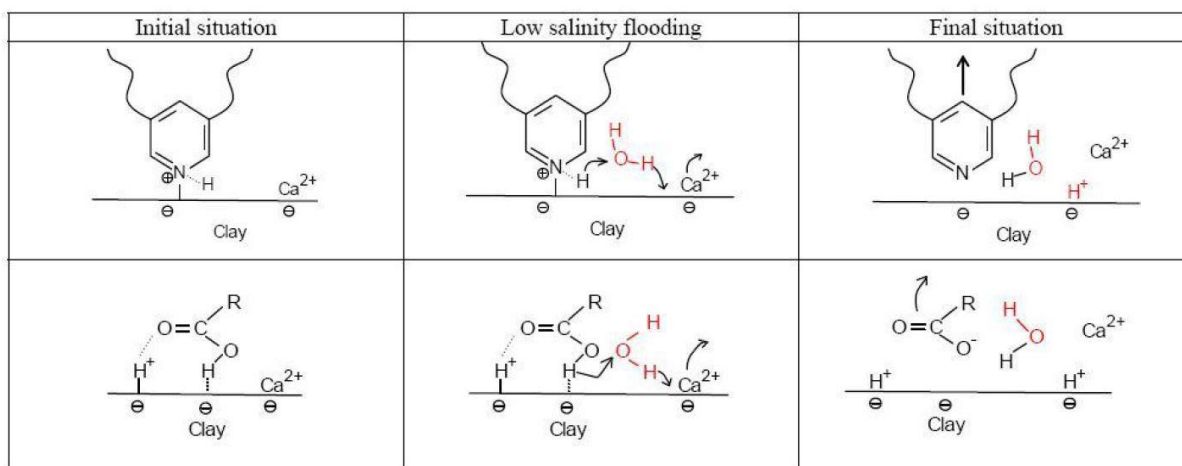 Initial situation
Low salinity flooding
Final situation
⊕ N H
Ca²⁺
⊖ ⊖
Clay
H
O H
⊕ N H
Ca²⁺
⊖ ⊖
Clay
N
H
H O
Ca²⁺
H⁺
⊖ ⊖
Clay
R
O=C
O
H⁺ H
Ca²⁺
⊖ ⊖ ⊖
Clay
R H
O=C
O O
H⁺ H H
Ca²⁺
⊖ ⊖ ⊖
Clay
R
O=C
O⁻
H
O
H
Ca²⁺
H⁺ H⁺
⊖ ⊖ ⊖
Clay